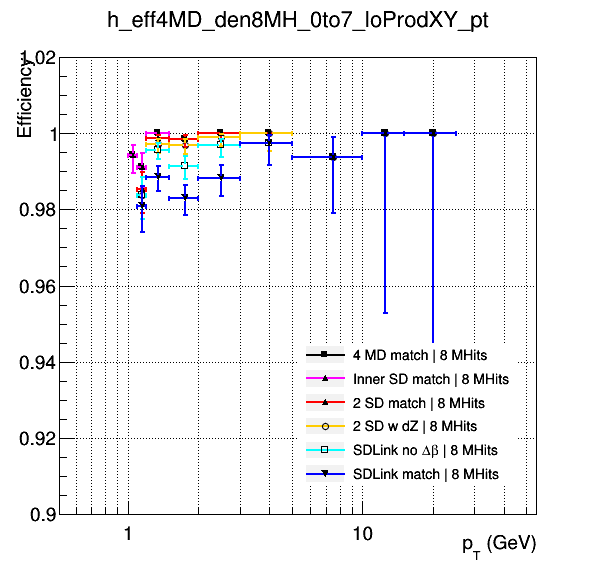 h_eff4MD_den8MH_0to7_loProdXY_pt
Efficiency
1.02
1
0.98
0.96
0.94
0.92
0.9
4 MD match | 8 MHits
Inner SD match | 8 MHits
2 SD match | 8 MHits
2 SD w dZ | 8 MHits
SDLink no Δβ | 8 MHits
SDLink match | 8 MHits
1
10
p_T (GeV)